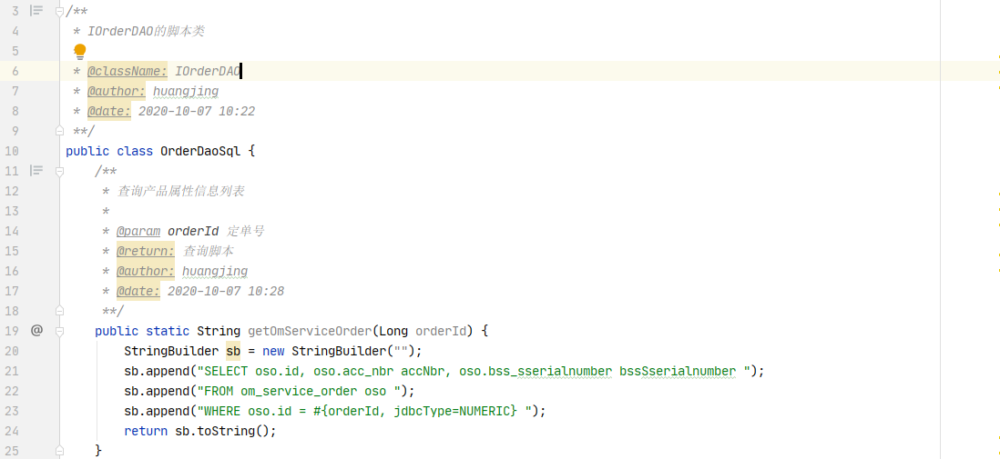 3 /**
4 * IOrderDAO的脚本类
5
6 * @className: IOrderDAO
7 * @author: huangjing
8 * @date: 2020-10-07 10:22
9 **/
10 public class OrderDaoSql {
11 /**
12 * 查询产品属性信息列表
13 *
14 * @param orderId 定单号
15 * @return: 查询脚本
16 * @author: huangjing
17 * @date: 2020-10-07 10:28
18 **/
19 @ public static String getOmServiceOrder(Long orderId) {
20 StringBuilder sb = new StringBuilder("");
21 sb.append("SELECT oso.id, oso.acc_nbr accNbr, oso.bss_sserialnumber bssSserialnumber ");
22 sb.append("FROM om_service_order oso ");
23 sb.append("WHERE oso.id = #{orderId, jdbcType=NUMERIC} ");
24 return sb.toString();
25 }